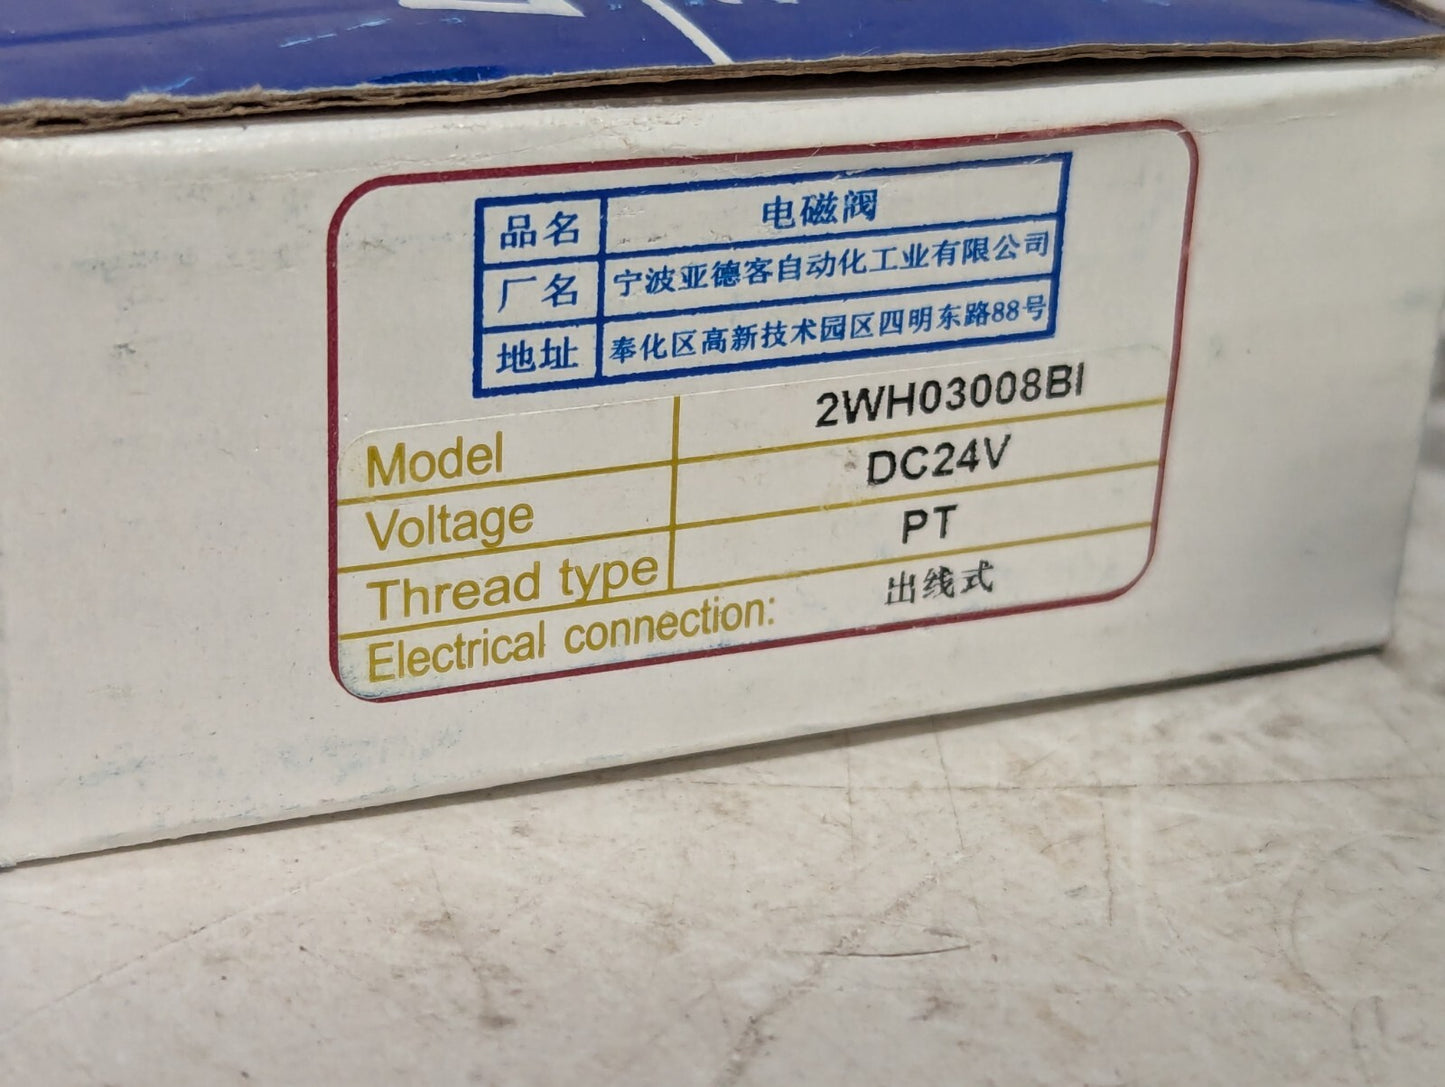 品名 电磁阀
厂名 宁波亚德客自动化工业有限公司
地址 奉化区高新技术园区四明东路88号
Model 2WH03008BI
Voltage DC24V
Thread type PT
Electrical connection: 出线式